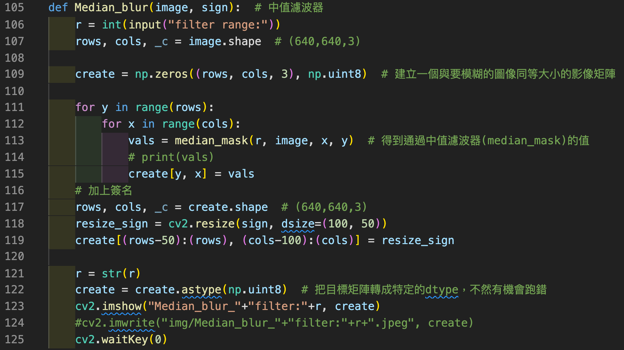 105 def Median_blur(image, sign):  # 中值濾波器
106     r = int(input("filter range:"))
107     rows, cols, _c = image.shape  # (640,640,3)
108
109     create = np.zeros((rows, cols, 3), np.uint8)  # 建立一個與要模糊的圖像同等大小的影像矩陣
110
111     for y in range(rows):
112         for x in range(cols):
113             vals = median_mask(r, image, x, y)  # 得到通過中值濾波器(median_mask)的值
114             # print(vals)
115             create[y, x] = vals
116     # 加上簽名
117     rows, cols, _c = create.shape  # (640,640,3)
118     resize_sign = cv2.resize(sign, dsize=(100, 50))
119     create[(rows-50):(rows), (cols-100):(cols)] = resize_sign
120
121     r = str(r)
122     create = create.astype(np.uint8)  # 把目標矩陣轉成特定的dtype，不然有機會跑錯
123     cv2.imshow("Median_blur_"+"filter:"+r, create)
124     #cv2.imwrite("img/Median_blur_"+"filter:"+r+".jpeg", create)
125     cv2.waitKey(0)